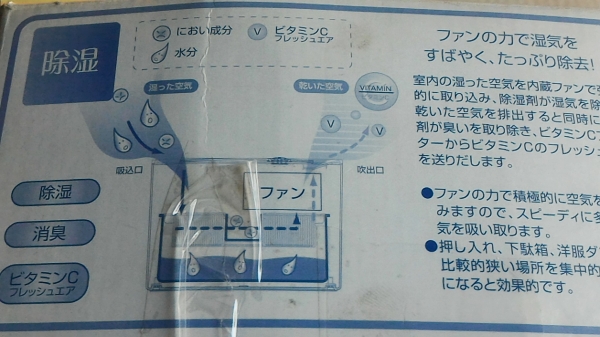 除湿
におい成分
水分
ビタミンC
フレッシュエア
ファンの力で湿気を
すばやく、たっぷり除去!
湿った空気
乾いた空気
VITAMIN
吸込口
吹出口
ファン
室内の湿った空気を内蔵ファンで
的に取り込み、除湿剤が湿気を除
乾いた空気を排出すると同時に
剤が臭いを取り除き、ビタミンCフ
ターからビタミンCのフレッシュ
を送りだします。
除湿
消臭
ビタミンC
フレッシュエア
●ファンの力で積極的に空気を
みますので、スピーディに多
気を吸い取ります。
●押し入れ、下駄箱、洋服ダ
比較的狭い場所を集中的
になると効果的です。